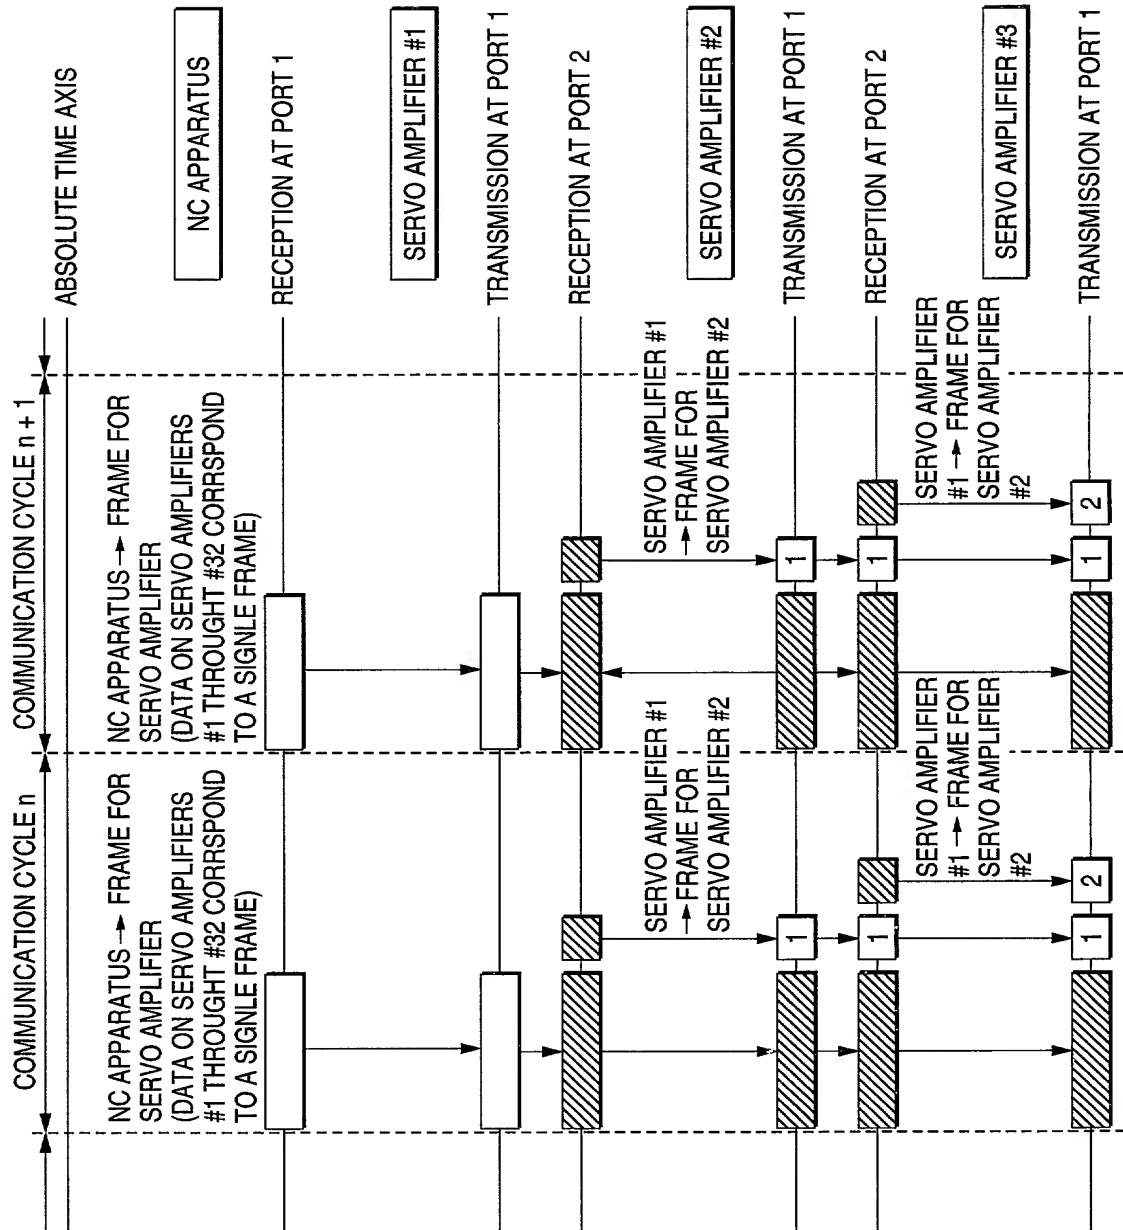 COMMUNICATION CYCLE n
COMMUNICATION CYCLE n + 1
ABSOLUTE TIME AXIS
NC APPARATUS → FRAME FOR
SERVO AMPLIFIER
(DATA ON SERVO AMPLIFIERS
#1 THROUGHT #32 CORRSPOND
TO A SIGNLE FRAME)
NC APPARATUS → FRAME FOR
SERVO AMPLIFIER
(DATA ON SERVO AMPLIFIERS
#1 THROUGHT #32 CORRSPOND
TO A SIGNLE FRAME)
NC APPARATUS
RECEPTION AT PORT 1
SERVO AMPLIFIER #1
TRANSMISSION AT PORT 1
RECEPTION AT PORT 2
SERVO AMPLIFIER #1
→ FRAME FOR
SERVO AMPLIFIER #2
SERVO AMPLIFIER #1
→ FRAME FOR
SERVO AMPLIFIER #2
SERVO AMPLIFIER #2
1
1
TRANSMISSION AT PORT 1
1
1
RECEPTION AT PORT 2
SERVO AMPLIFIER
#1 → FRAME FOR
SERVO AMPLIFIER
#2
SERVO AMPLIFIER
#1 → FRAME FOR
SERVO AMPLIFIER
#2
SERVO AMPLIFIER #3
1
2
1
2
TRANSMISSION AT PORT 1